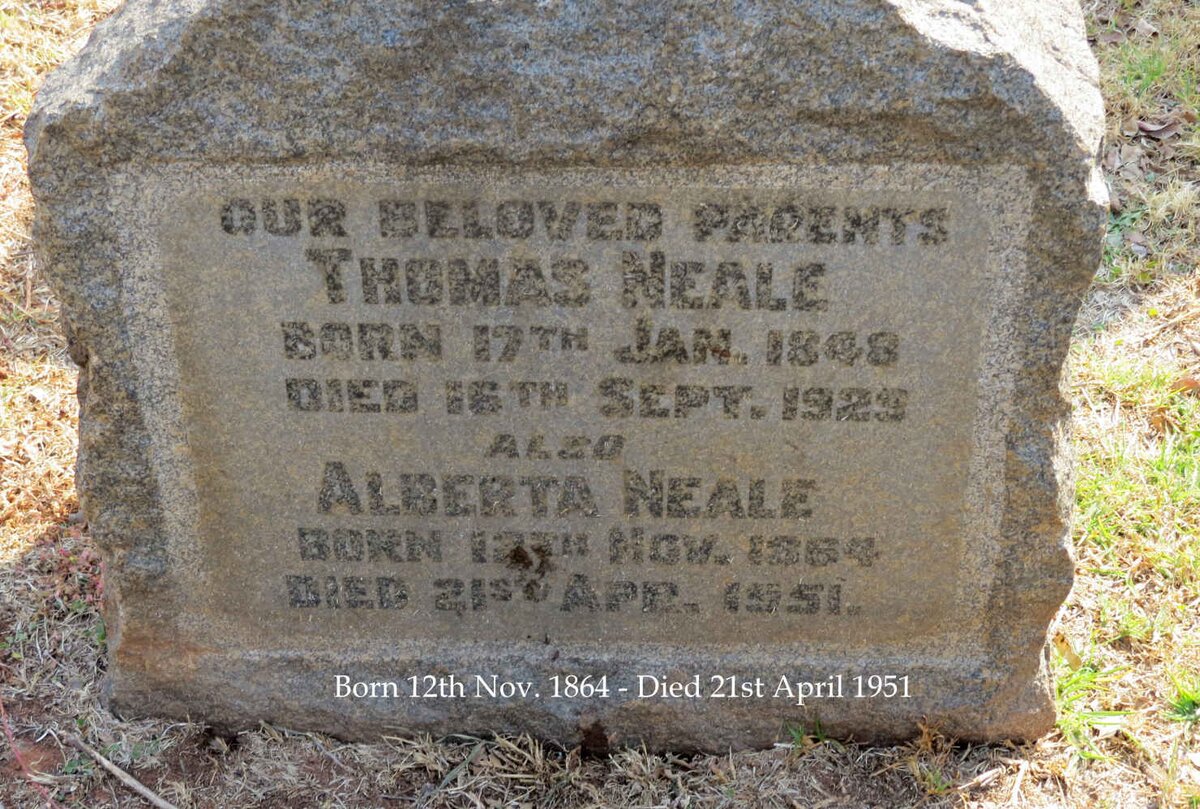 OUR BELOVED PARENTS
THOMAS NEALE
BORN 17TH JAN. 1848
DIED 16TH SEPT. 1929
ALSO
ALBERTA NEALE
BORN 12TH NOV. 1864
DIED 21ST APR. 1951.
Born 12th Nov. 1864 - Died 21st April 1951